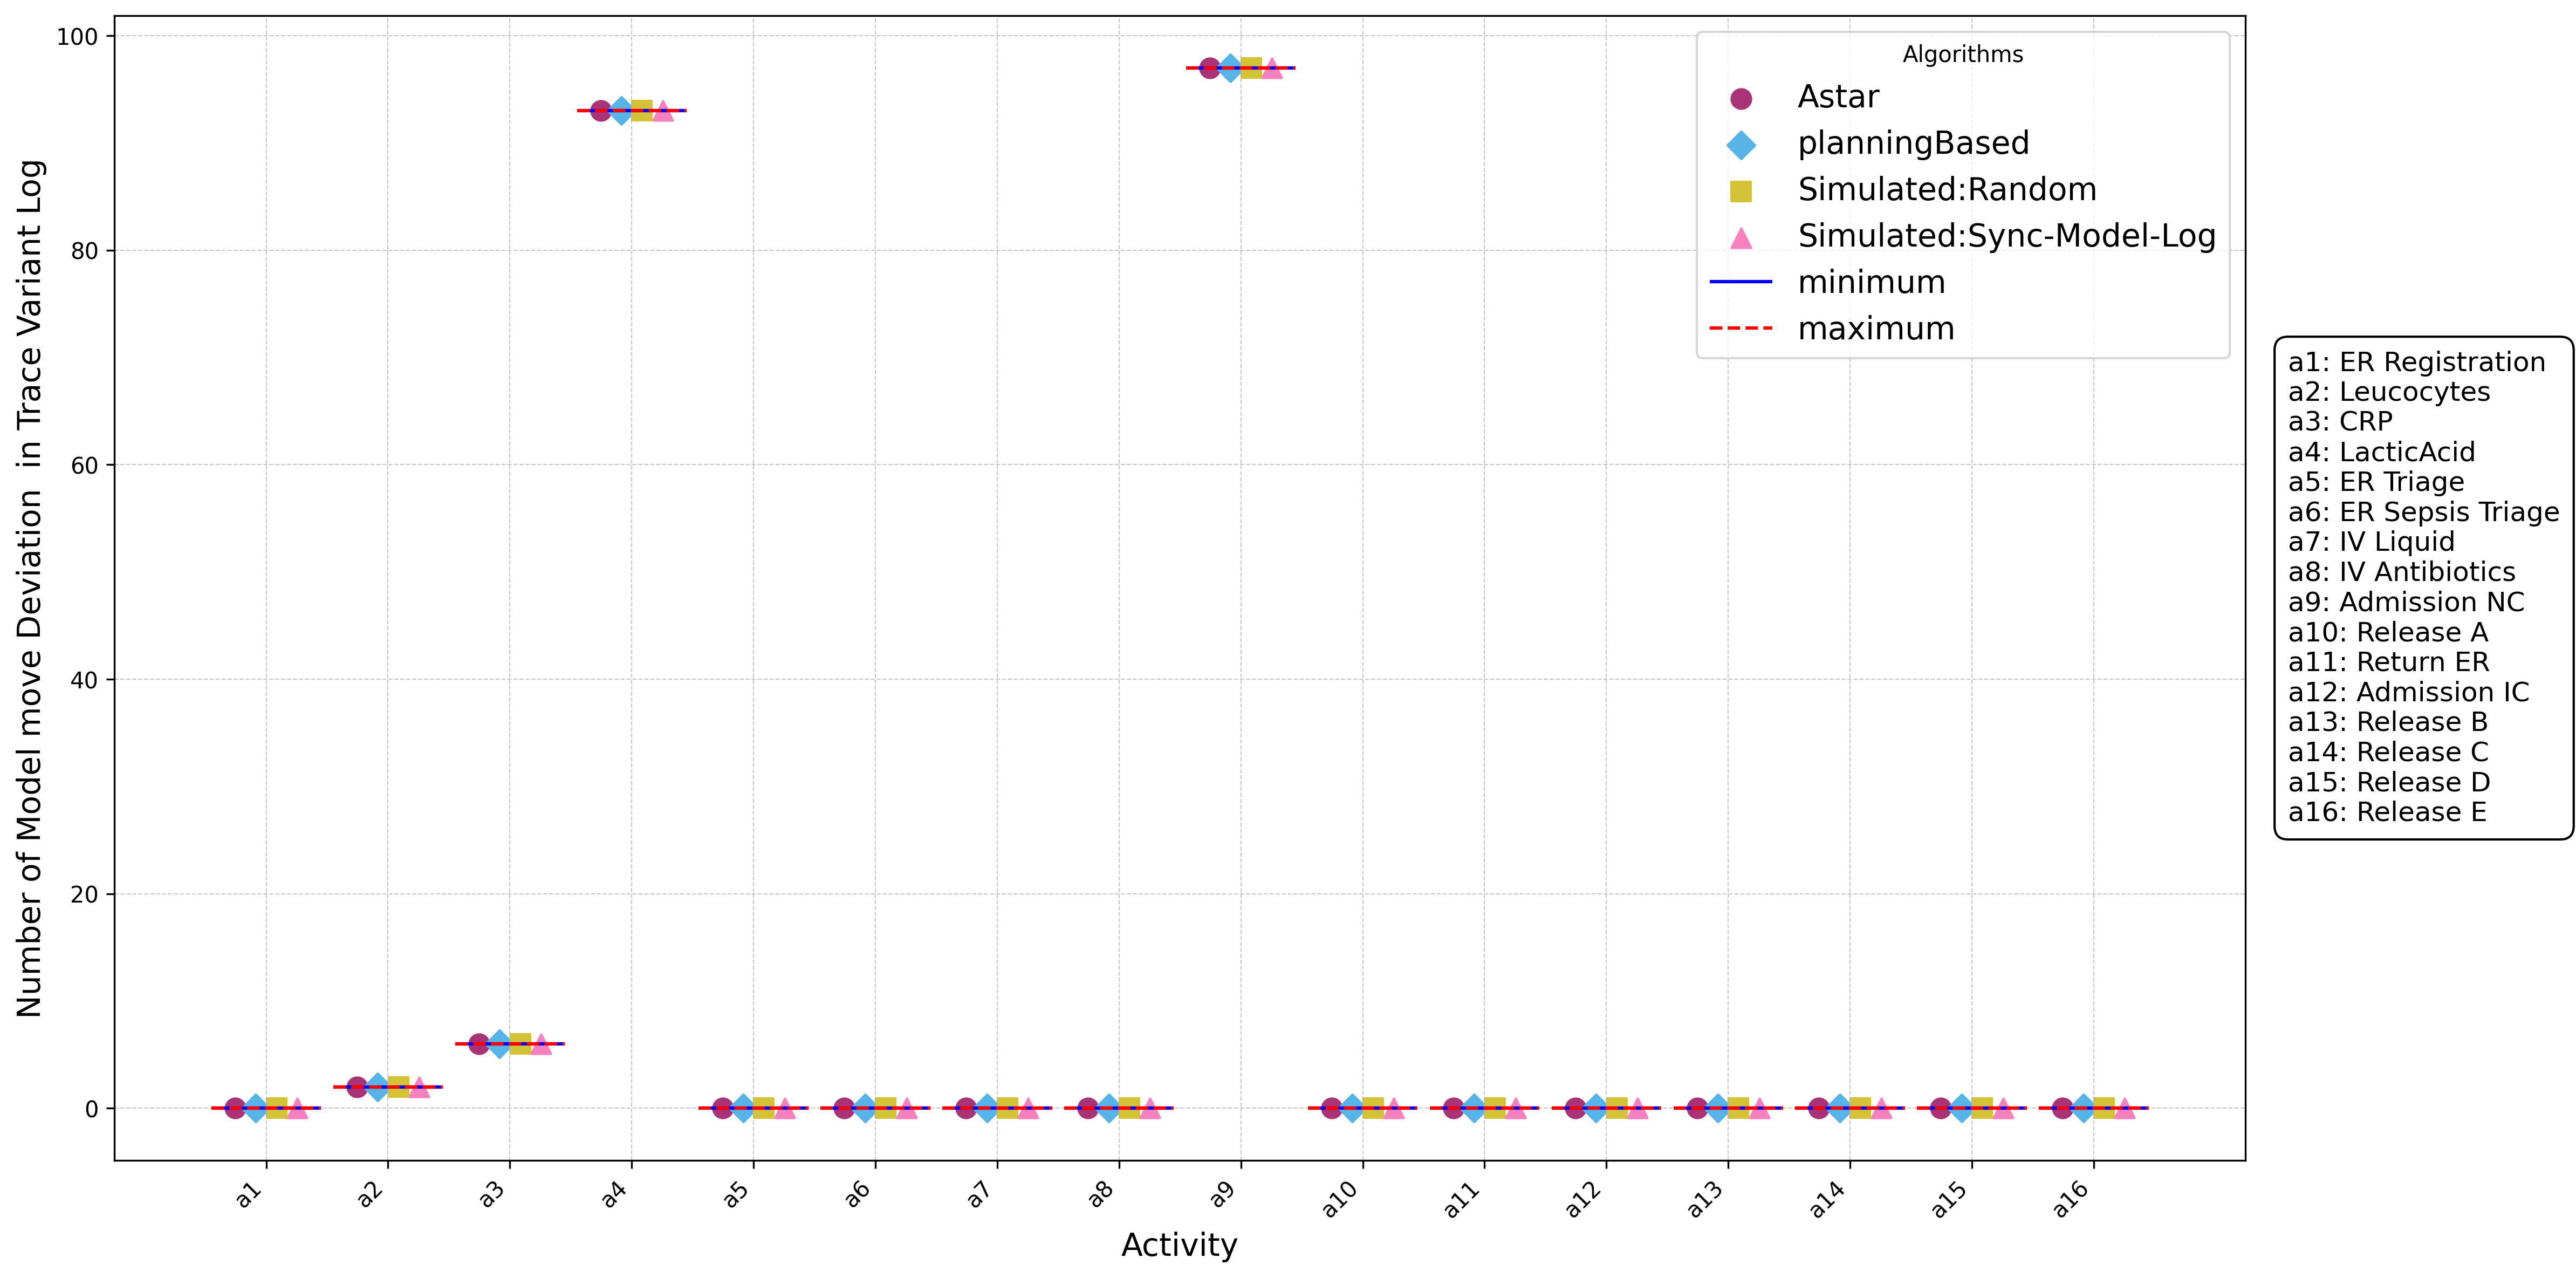 Number of Model move Deviation  in Trace Variant Log
100
80
60
40
20
0
a1
a2
a3
a4
a5
a6
a7
a8
a9
a10
a11
a12
a13
a14
a15
a16
Activity
Algorithms
Astar
planningBased
Simulated:Random
Simulated:Sync-Model-Log
minimum
maximum
a1: ER Registration
a2: Leucocytes
a3: CRP
a4: LacticAcid
a5: ER Triage
a6: ER Sepsis Triage
a7: IV Liquid
a8: IV Antibiotics
a9: Admission NC
a10: Release A
a11: Return ER
a12: Admission IC
a13: Release B
a14: Release C
a15: Release D
a16: Release E